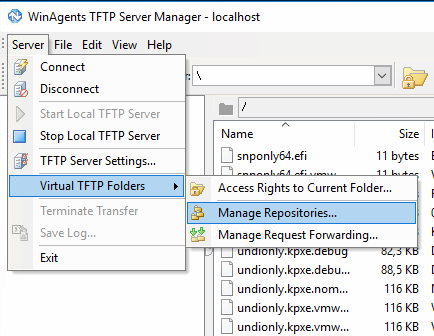 WinAgents TFTP Server Manager - localhost
Server File Edit View Help
Connect
Disconnect
Start Local TFTP Server
Stop Local TFTP Server
TFTP Server Settings...
Virtual TFTP Folders
Terminate Transfer
Save Log...
Exit
Access Rights to Current Folder...
Manage Repositories...
Manage Request Forwarding...
: \
/
Name Size
snponly64.efi 11 bytes
snponly64.efi.vmw... 11 bytes
undionly.kpxe.debug 82,3 KB
undionly.kpxe.debu... 88,5 KB
undionly.kpxe.nom... 116 KB
undionly.kpxe.vmw... 116 KB
116 KB